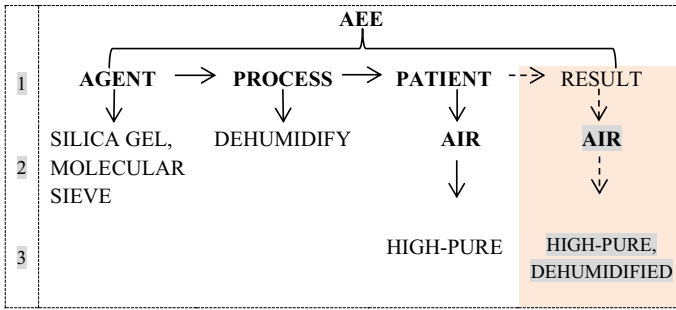 AEE
1 AGENT PROCESS PATIENT RESULT
2 SILICA GEL, DEHUMIDIFY AIR AIR
MOLECULAR
SIEVE
3 HIGH-PURE HIGH-PURE,
DEHUMIDIFIED